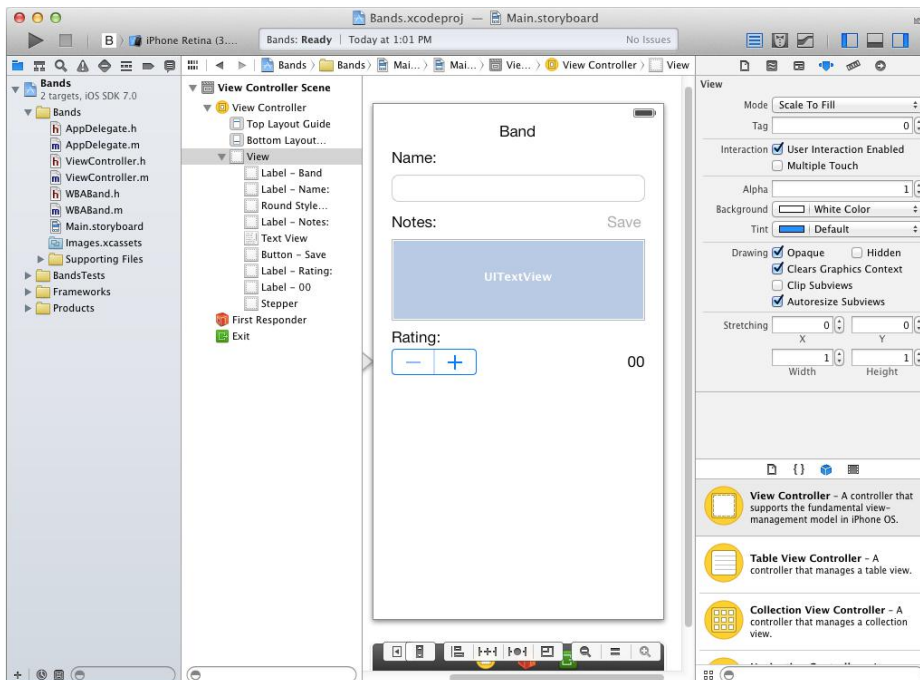 Bands.xcodeproj — Main.storyboard
B iPhone Retina (3....
Bands: Ready | Today at 1:01 PM
No Issues
Bands
Bands
Mai...
Mai...
Vie...
View Controller
View
Bands
2 targets, iOS SDK 7.0
Bands
h AppDelegate.h
m AppDelegate.m
h ViewController.h
m ViewController.m
h WBABand.h
m WBABand.m
Main.storyboard
Images.xcassets
Supporting Files
BandsTests
Frameworks
Products
View Controller Scene
View Controller
Top Layout Guide
Bottom Layout...
View
Label – Band
Label – Name:
Round Style...
Label – Notes:
Text View
Button – Save
Label – Rating:
Label – 00
Stepper
First Responder
Exit
Band
Name:
Notes:
Save
UITextView
Rating:
00
View
Mode Scale To Fill
Tag 0
Interaction User Interaction Enabled
Multiple Touch
Alpha 1
Background White Color
Tint Default
Drawing Opaque Hidden
Clears Graphics Context
Clip Subviews
Autoresize Subviews
Stretching 0 0
X Y
1 1
Width Height
{}
View Controller – A controller that
supports the fundamental view-
management model in iPhone OS.
Table View Controller – A
controller that manages a table view.
Collection View Controller – A
controller that manages a collection
view.